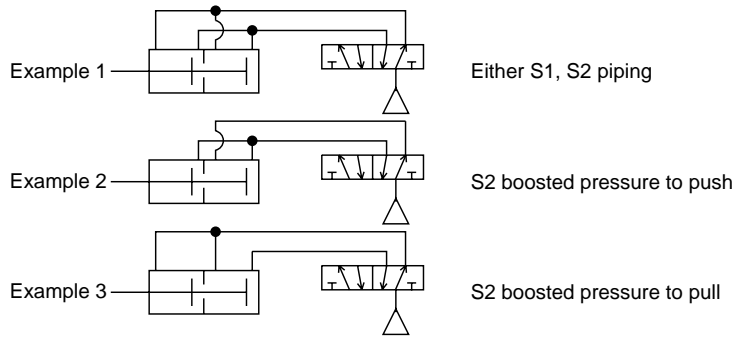 Example 1
Either S1, S2 piping
Example 2
S2 boosted pressure to push
Example 3
S2 boosted pressure to pull